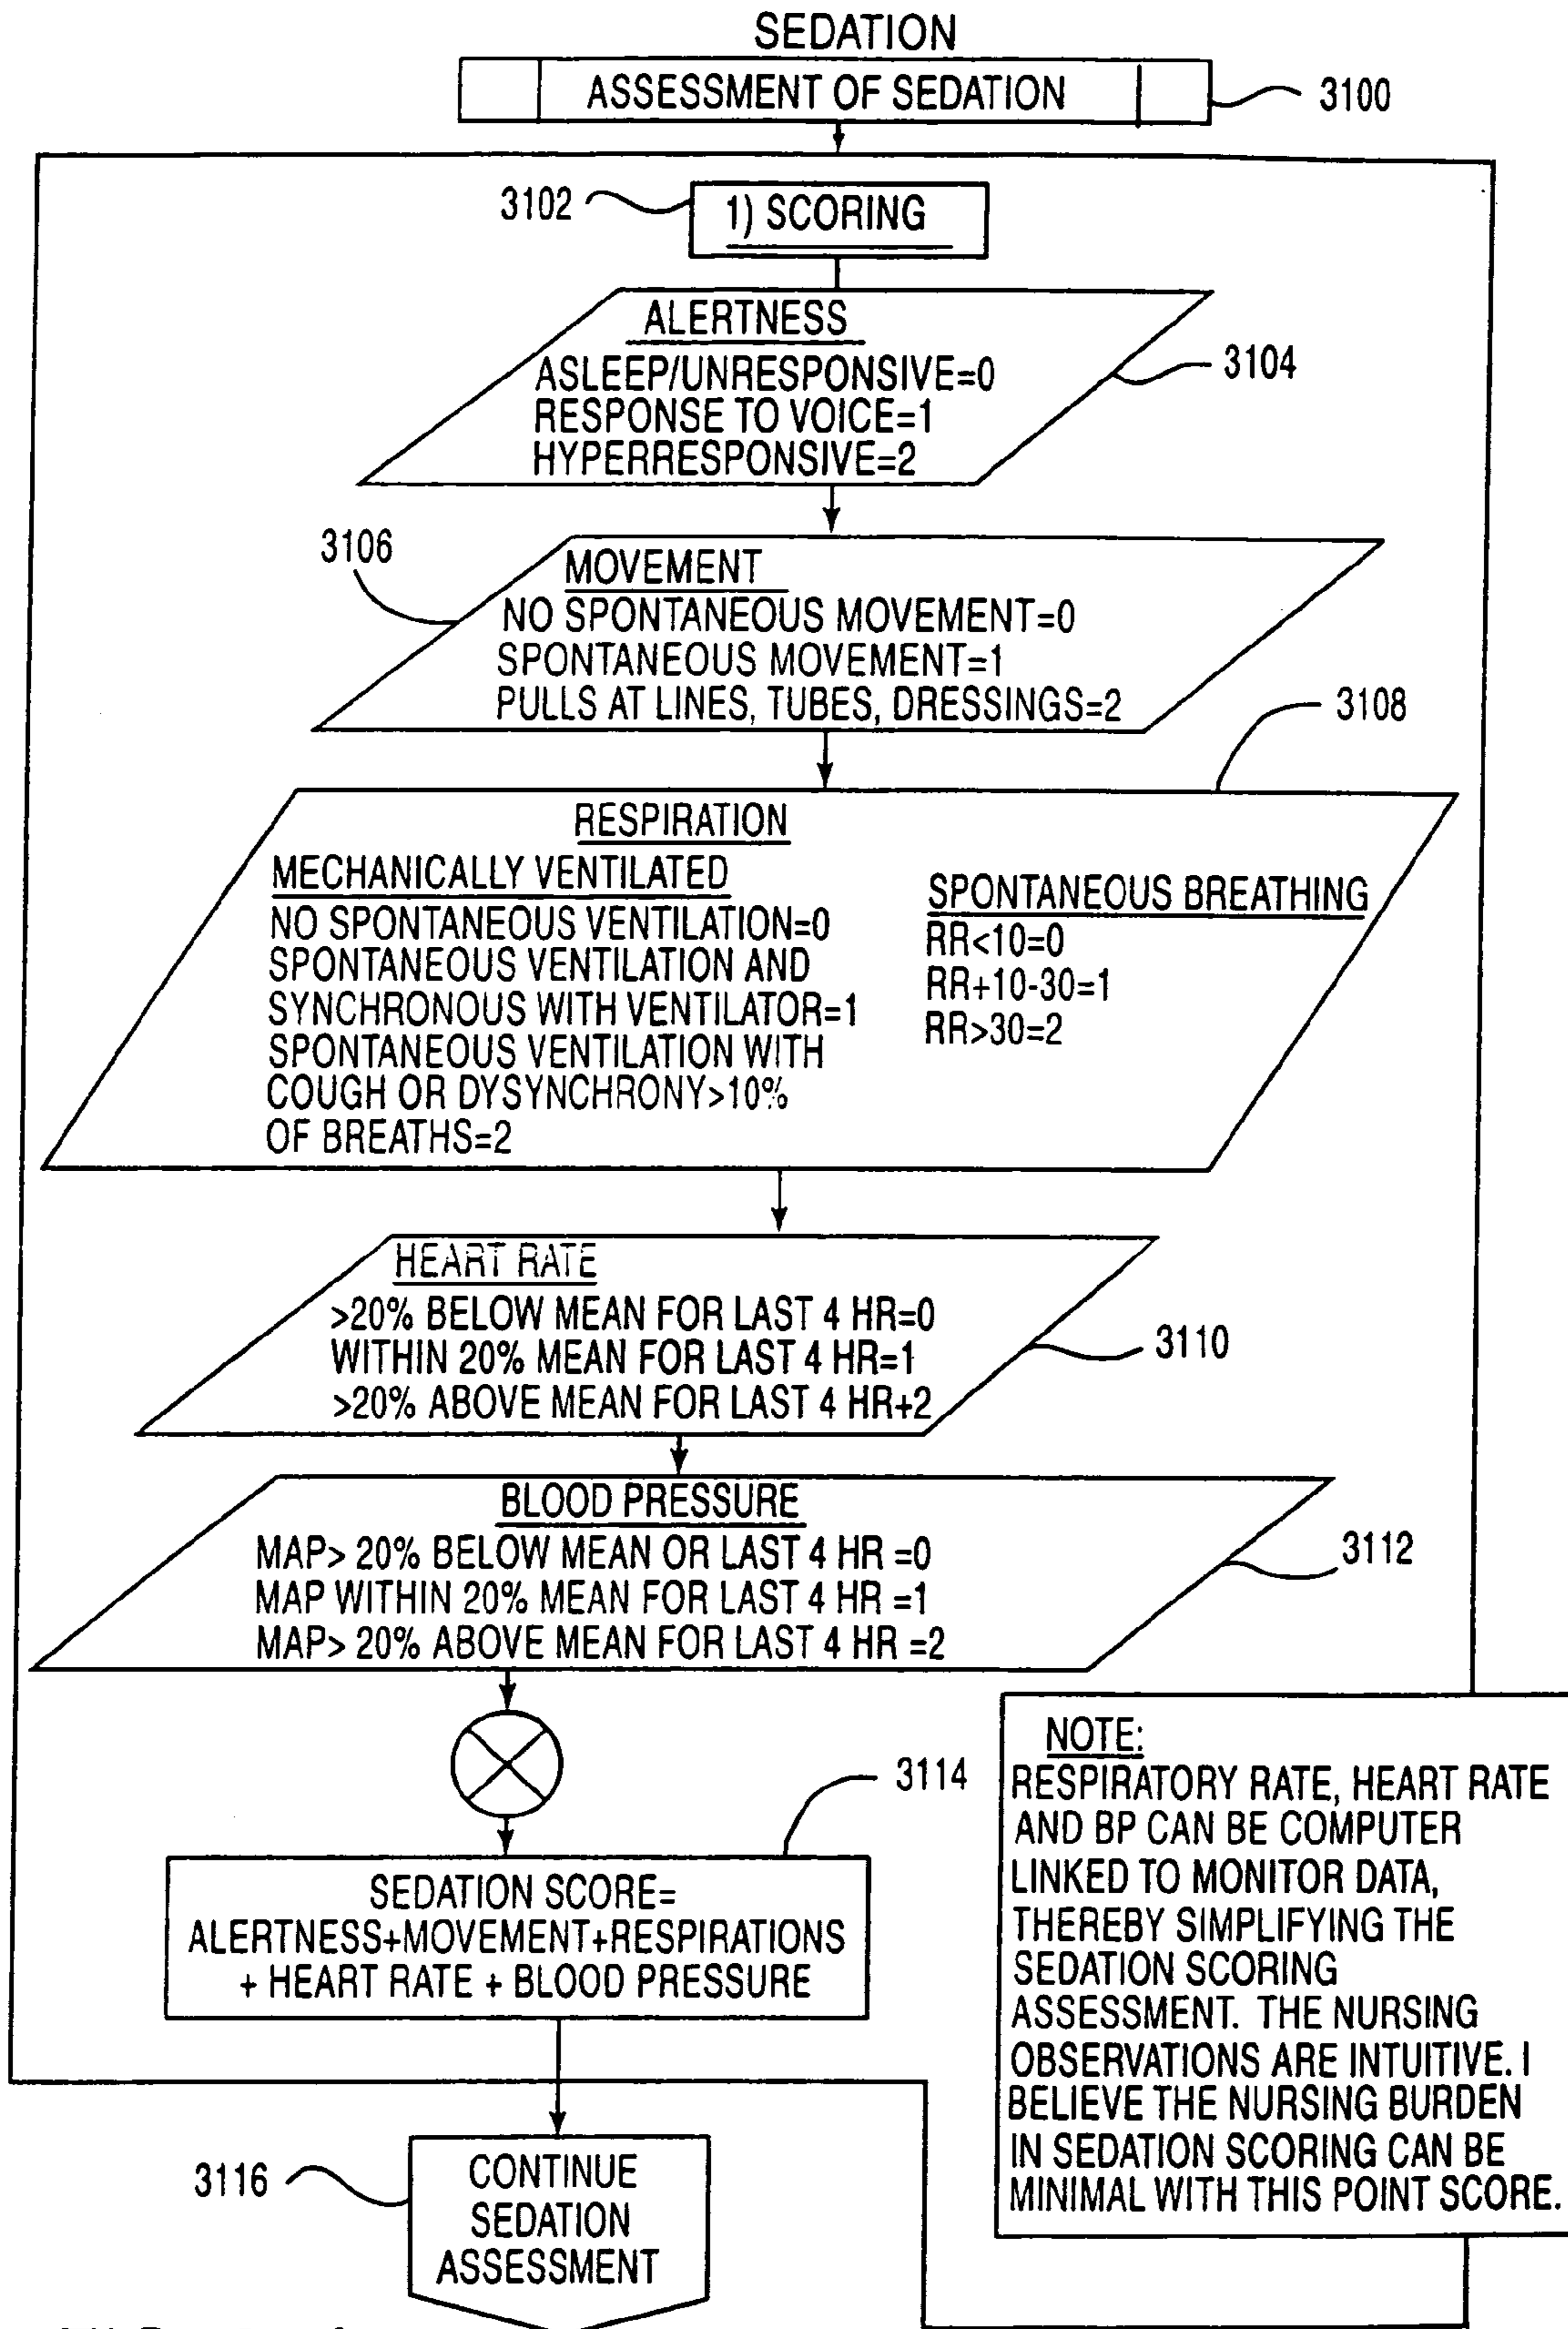 SEDATION
ASSESSMENT OF SEDATION
3100
3102
1) SCORING
ALERTNESS
ASLEEP/UNRESPONSIVE=0
RESPONSE TO VOICE=1
HYPERRESPONSIVE=2
3104
3106
MOVEMENT
NO SPONTANEOUS MOVEMENT=0
SPONTANEOUS MOVEMENT=1
PULLS AT LINES, TUBES, DRESSINGS=2
3108
RESPIRATION
MECHANICALLY VENTILATED
NO SPONTANEOUS VENTILATION=0
SPONTANEOUS VENTILATION AND
SYNCHRONOUS WITH VENTILATOR=1
SPONTANEOUS VENTILATION WITH
COUGH OR DYSYNCHRONY>10%
OF BREATHS=2
SPONTANEOUS BREATHING
RR<10=0
RR+10-30=1
RR>30=2
HEART RATE
>20% BELOW MEAN FOR LAST 4 HR=0
WITHIN 20% MEAN FOR LAST 4 HR=1
>20% ABOVE MEAN FOR LAST 4 HR+2
3110
BLOOD PRESSURE
MAP> 20% BELOW MEAN OR LAST 4 HR =0
MAP WITHIN 20% MEAN FOR LAST 4 HR =1
MAP> 20% ABOVE MEAN FOR LAST 4 HR =2
3112
3114
SEDATION SCORE=
ALERTNESS+MOVEMENT+RESPIRATIONS
+ HEART RATE + BLOOD PRESSURE
NOTE:
RESPIRATORY RATE, HEART RATE
AND BP CAN BE COMPUTER
LINKED TO MONITOR DATA,
THEREBY SIMPLIFYING THE
SEDATION SCORING
ASSESSMENT. THE NURSING
OBSERVATIONS ARE INTUITIVE. I
BELIEVE THE NURSING BURDEN
IN SEDATION SCORING CAN BE
MINIMAL WITH THIS POINT SCORE.
3116
CONTINUE
SEDATION
ASSESSMENT